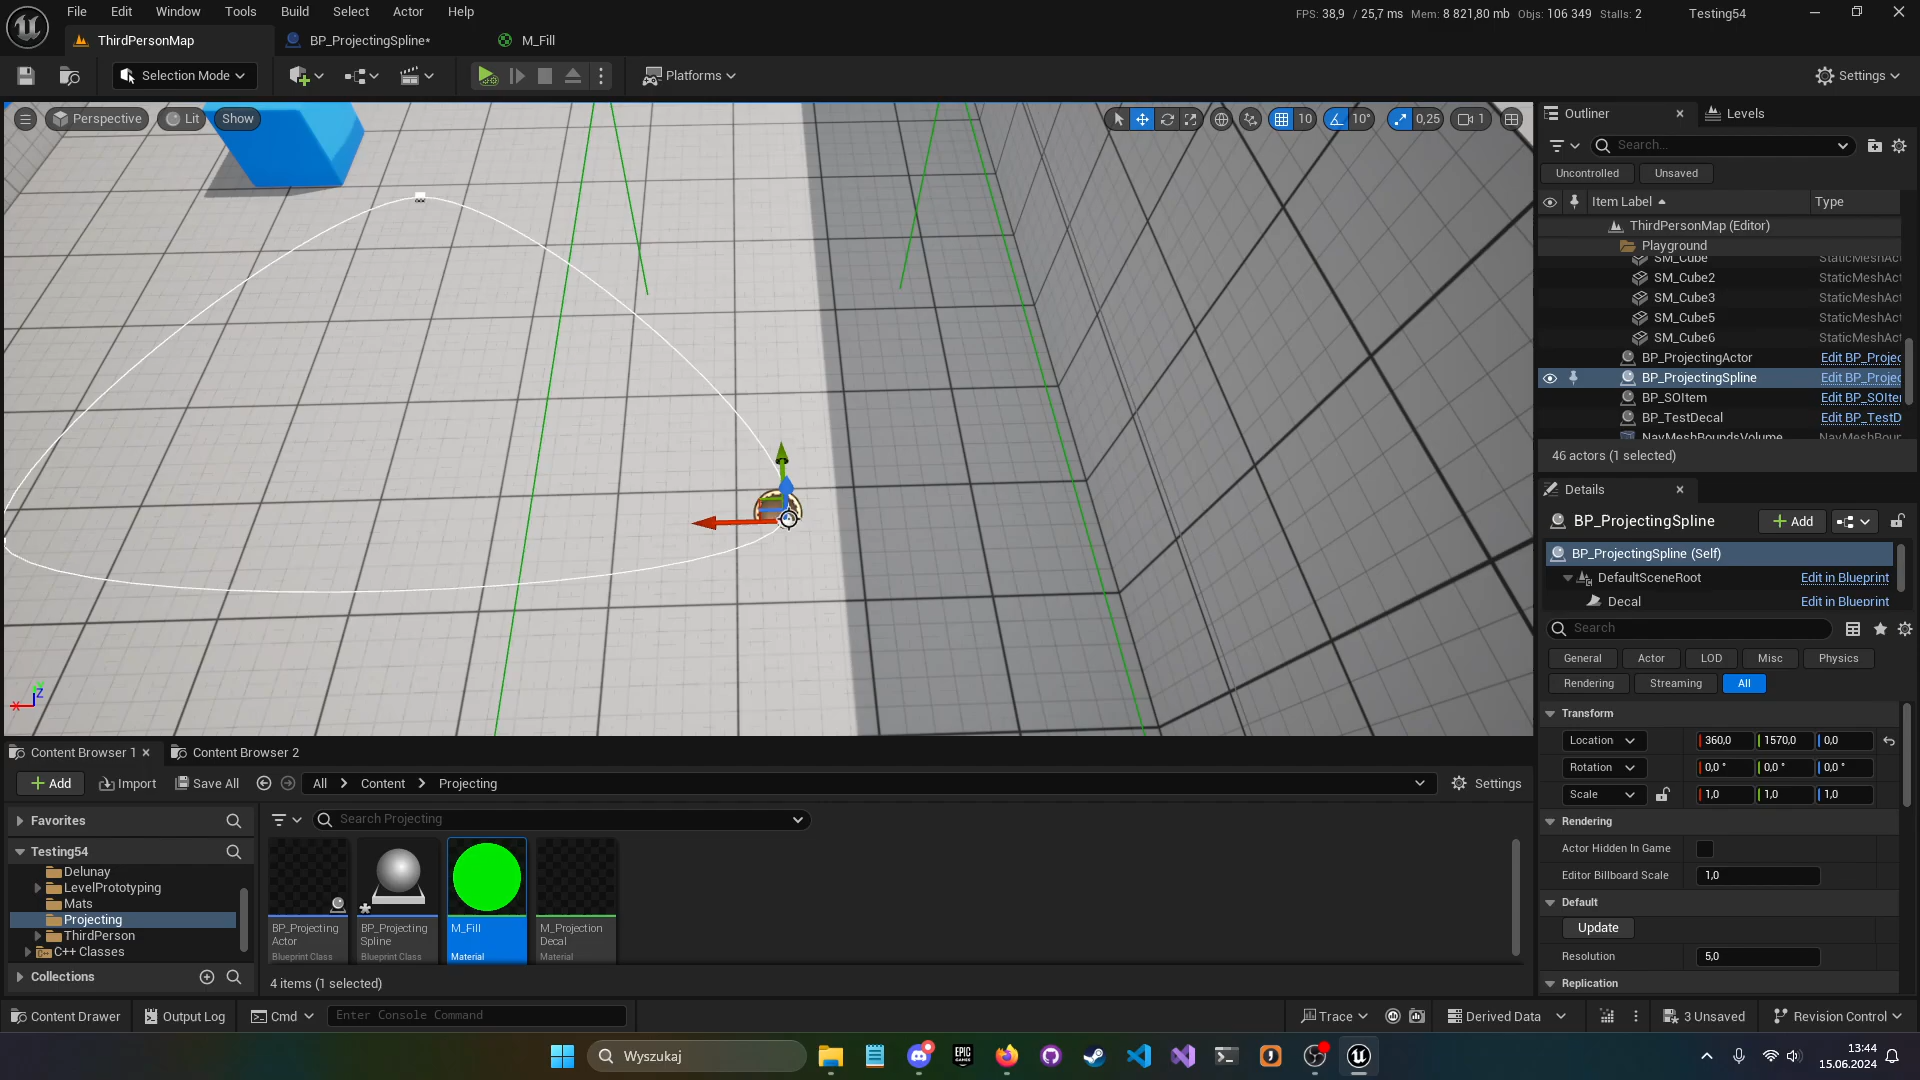 File Edit Window Tools Build Select Actor Help
FPS: 38,9 / 25,7 ms Mem: 8 821,80 mb Objs: 106 349 Stalls: 2 Testing54
ThirdPersonMap BP_ProjectingSpline* M_Fill
Selection Mode Platforms Settings
Perspective Lit Show 10 10° 0,25 1
Outliner Levels
Search...
Uncontrolled Unsaved
Item Label Type
ThirdPersonMap (Editor)
Playground
SM_Cube StaticMeshAct
SM_Cube2 StaticMeshAct
SM_Cube3 StaticMeshAct
SM_Cube5 StaticMeshAct
SM_Cube6 StaticMeshAct
BP_ProjectingActor Edit BP_Projec
BP_ProjectingSpline Edit BP_Projec
BP_SOItem Edit BP_SOIte
BP_TestDecal Edit BP_TestD
NavMeshBoundsVolume NavMeshBoun
46 actors (1 selected)
Details
BP_ProjectingSpline Add
BP_ProjectingSpline (Self)
DefaultSceneRoot Edit in Blueprint
Decal Edit in Blueprint
Search
General Actor LOD Misc Physics
Rendering Streaming All
Transform
Location 360,0 1570,0 0,0
Rotation 0,0 ° 0,0 ° 0,0 °
Scale 1,0 1,0 1,0
Rendering
Actor Hidden In Game
Editor Billboard Scale 1,0
Default
Update
Resolution 5,0
Replication
X Z
Content Browser 1 Content Browser 2
Add Import Save All All Content Projecting Settings
Favorites
Search Projecting
Testing54
Delunay
LevelPrototyping
Mats
Projecting
ThirdPerson
C++ Classes
Collections
BP_Projecting
Actor
Blueprint Class
BP_Projecting
Spline
Blueprint Class
M_Fill
Material
M_Projection
Decal
Material
4 items (1 selected)
Content Drawer Output Log Cmd Enter Console Command Trace Derived Data 3 Unsaved Revision Control
Wyszukaj
EPIC
GAMES
13:44
15.06.2024